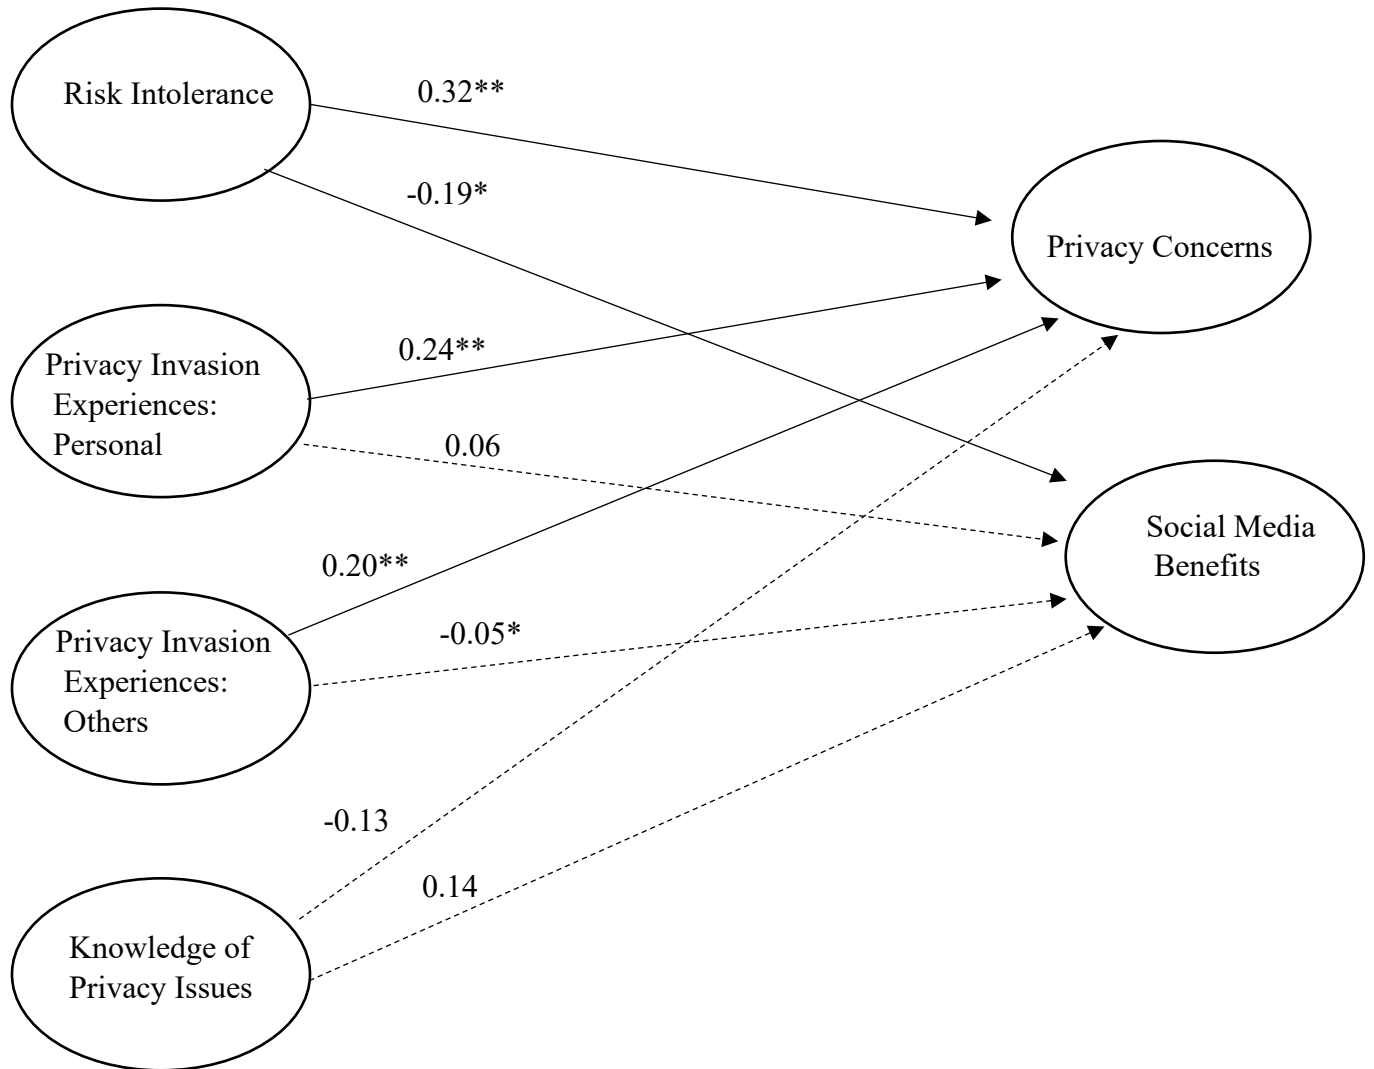 Risk Intolerance
0.32**
-0.19*
Privacy Concerns
Privacy Invasion
Experiences:
Personal
0.24**
0.06
Social Media
Benefits
0.20**
Privacy Invasion
Experiences:
Others
-0.05*
-0.13
0.14
Knowledge of
Privacy Issues